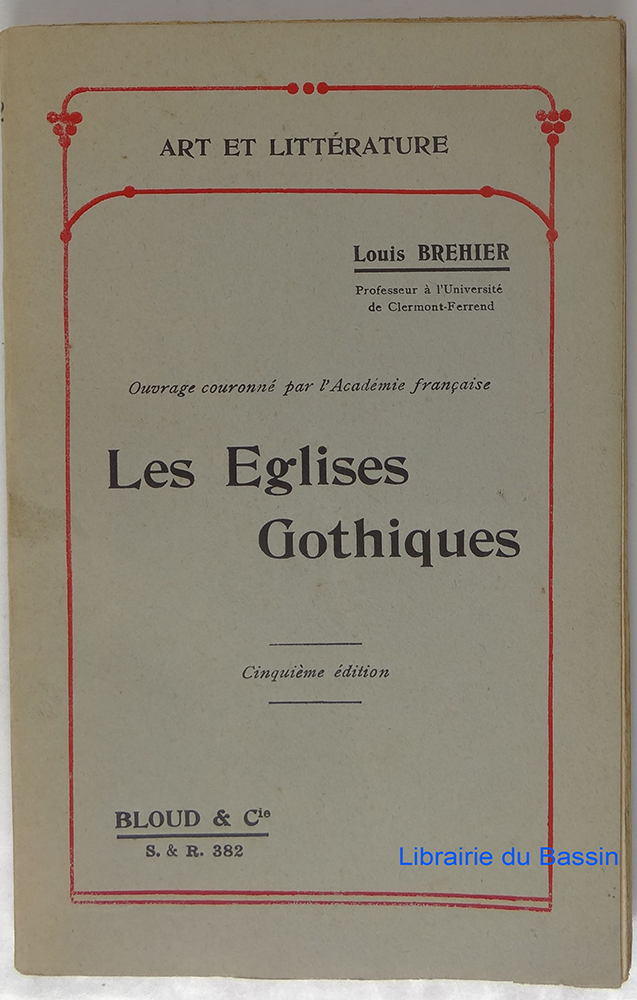 ART ET LITTÉRATURE
Louis BREHIER
Professeur à l'Université
de Clermont-Ferrend
Ouvrage couronné par l'Académie française
Les Eglises
Gothiques
Cinquième édition
BLOUD & Cie
S. & R. 382
Librairie du Bassin